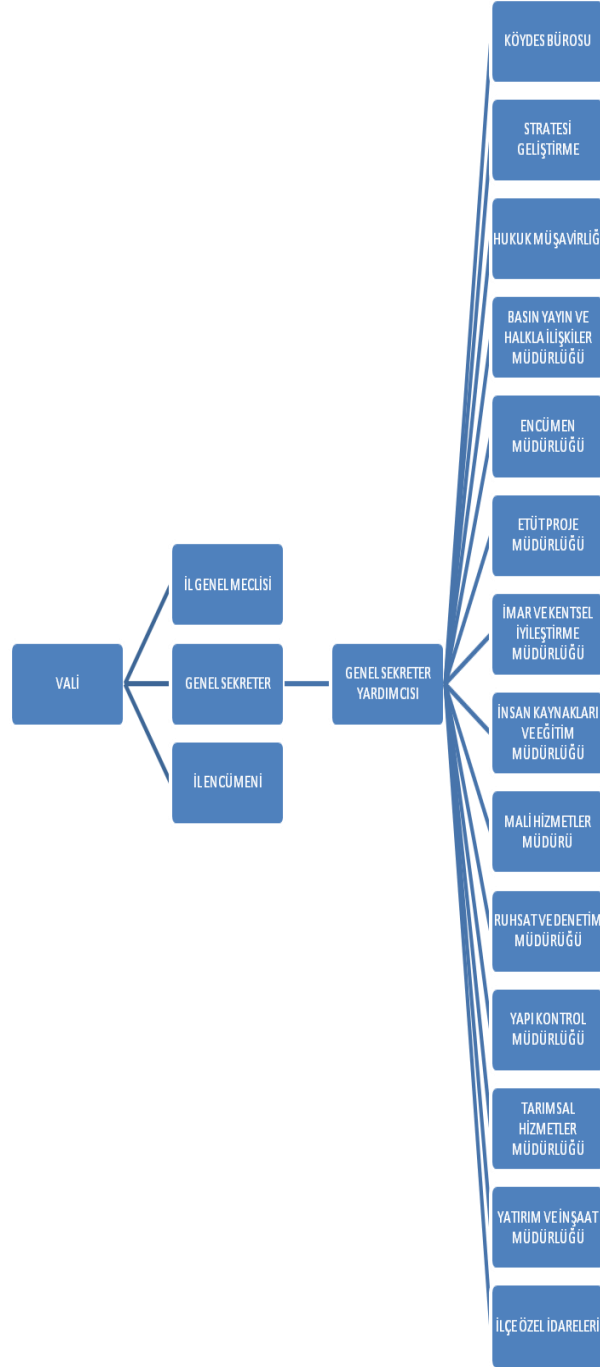 VALİ
İL GENEL MECLİSİ
GENEL SEKRETER
İL ENCÜMENİ
GENEL SEKRETER
YARDIMCISI
KÖYDES BÜROSU
STRATESİ
GELİŞTİRME
HUKUK MÜŞAVİRLİĞ
BASIN YAYIN VE
HALKLA İLİŞKİLER
MÜDÜRLÜĞÜ
ENCÜMEN
MÜDÜRLÜĞÜ
ETÜT PROJE
MÜDÜRLÜĞÜ
İMAR VE KENTSEL
İYİLEŞTİRME
MÜDÜRLÜĞÜ
İNSAN KAYNAKLARI
VE EĞİTİM
MÜDÜRLÜĞÜ
MALİ HİZMETLER
MÜDÜRÜ
RUHSAT VE DENETİM
MÜDÜRÜĞÜ
YAPI KONTROL
MÜDÜRLÜĞÜ
TARIMSAL
HİZMETLER
MÜDÜRLÜĞÜ
YATIRIM VE İNŞAAT
MÜDÜRLÜĞÜ
İLÇE ÖZEL İDARELERİ